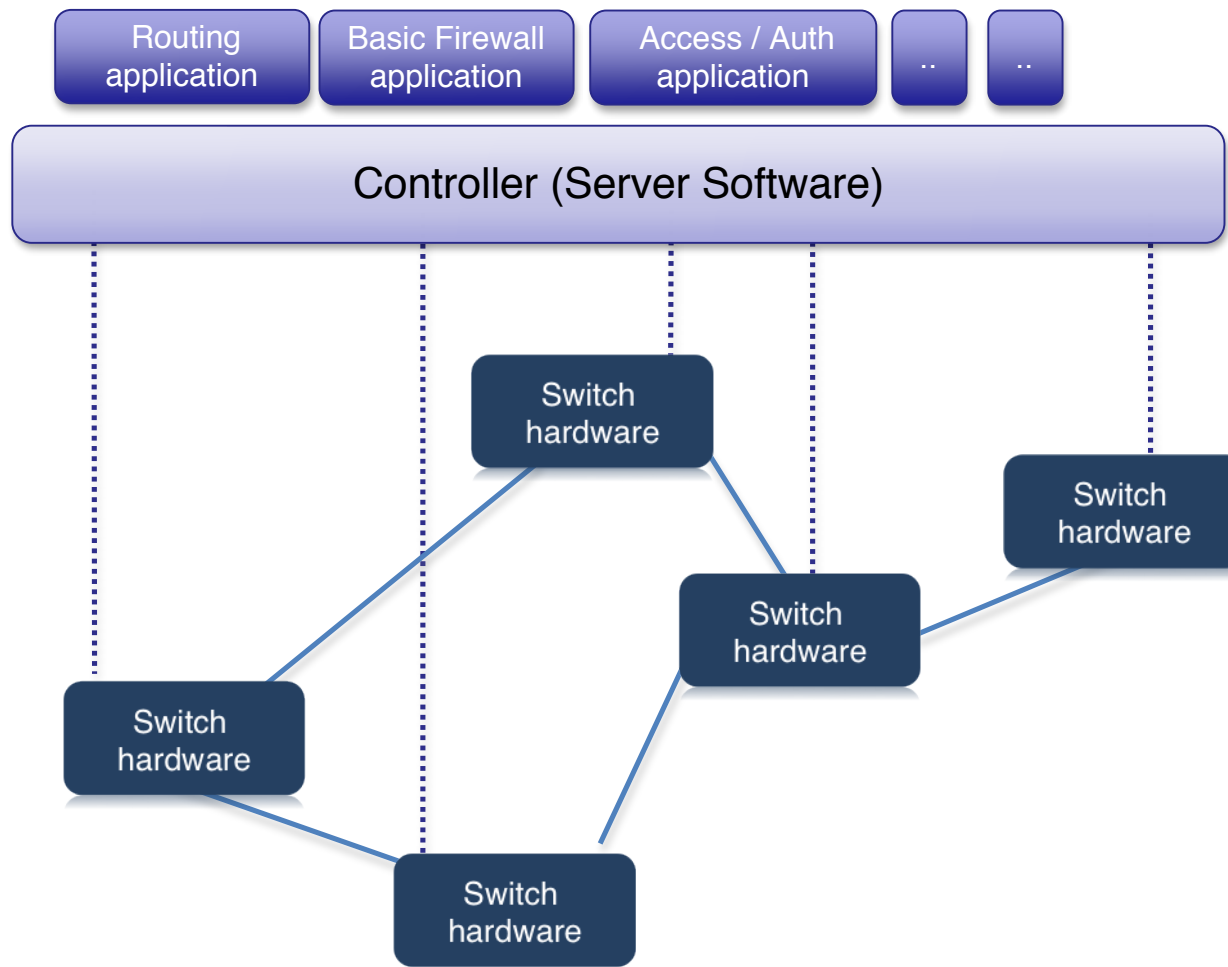 Routing
application
Basic Firewall
application
Access / Auth
application
..
..
Controller (Server Software)
Switch
hardware
Switch
hardware
Switch
hardware
Switch
hardware
Switch
hardware